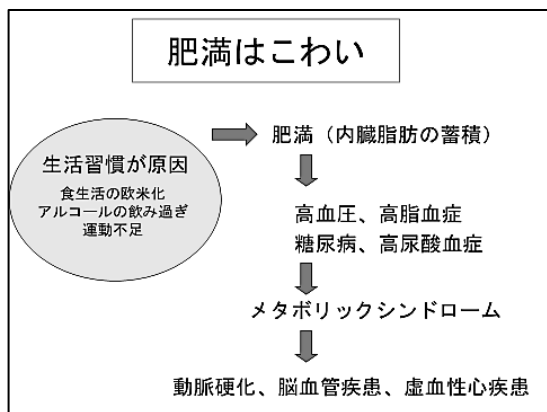 肥満はこわい
生活習慣が原因
食生活の欧米化
アルコールの飲み過ぎ
運動不足
肥満（内臓脂肪の蓄積）
高血圧、高脂血症
糖尿病、高尿酸血症
メタボリックシンドローム
動脈硬化、脳血管疾患、虚血性心疾患